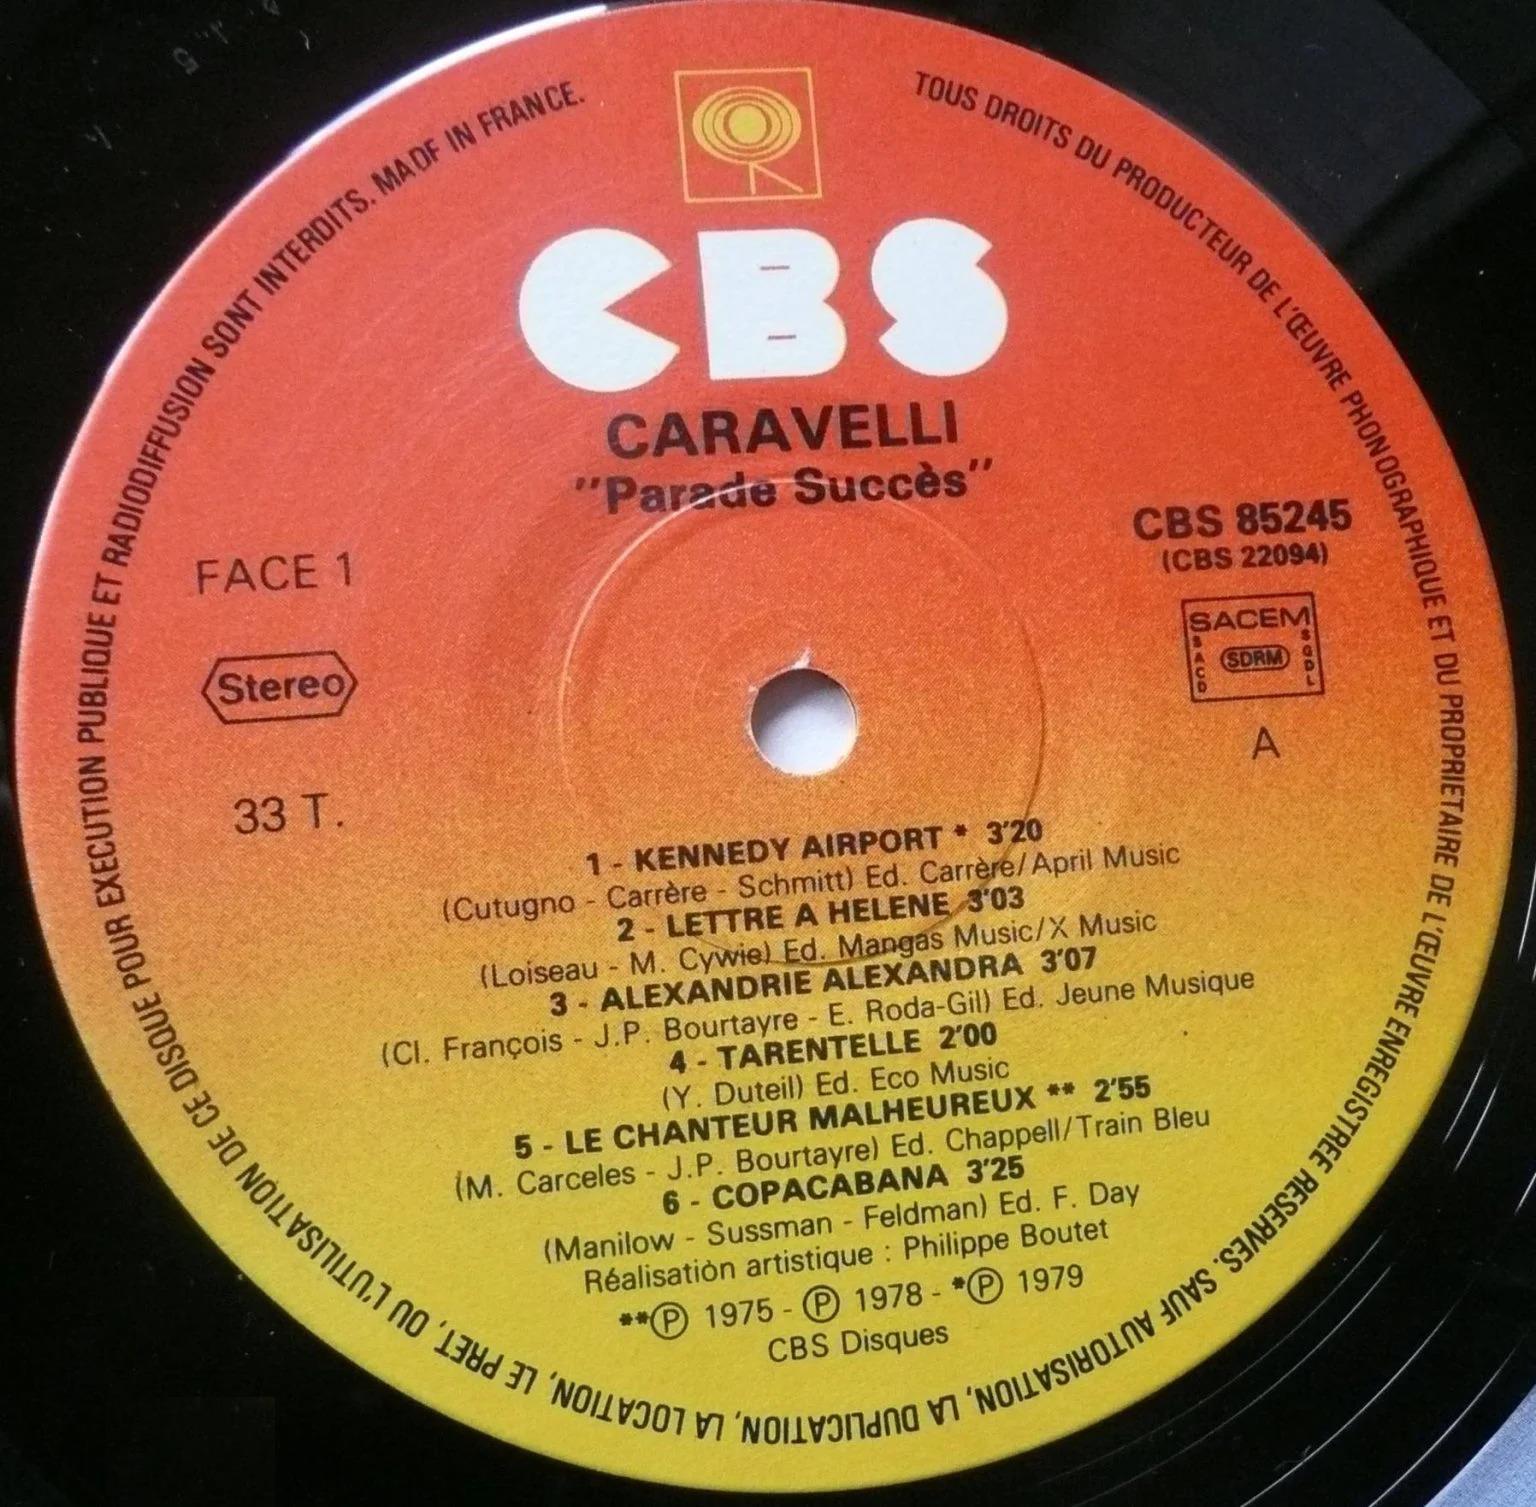 CBS
CARAVELLI
"Parade Succès"
CBS 85245
(CBS 22094)
FACE 1
Stereo
SACEM
SACD
SDRM
SGDL
A
33 T.
1 - KENNEDY AIRPORT * 3'20
(Cutugno - Carrère - Schmitt) Ed. Carrère/April Music
2 - LETTRE A HELENE 3'03
(Loiseau - M. Cywie) Ed. Mangas Music/X Music
3 - ALEXANDRIE ALEXANDRA 3'07
(Cl. François - J.P. Bourtayre - E. Roda-Gil) Ed. Jeune Musique
4 - TARENTELLE 2'00
(Y. Duteil) Ed. Eco Music
5 - LE CHANTEUR MALHEUREUX ** 2'55
(M. Carceles - J.P. Bourtayre) Ed. Chappell/Train Bleu
6 - COPACABANA 3'25
(Manilow - Sussman - Feldman) Ed. F. Day
Réalisation artistique : Philippe Boutet
**Ⓟ 1975 - Ⓟ 1978 - *Ⓟ 1979
CBS Disques
TOUS DROITS DU PRODUCTEUR DE L'ŒUVRE PHONOGRAPHIQUE ET DU PROPRIETAIRE DE L'ŒUVRE ENREGISTREE RESERVES. SAUF AUTORISATION, LA DUPLICATION, LA LOCATION, LE PRET, OU L'UTILISATION DE CE DISQUE POUR EXECUTION PUBLIQUE ET RADIODIFFUSION SONT INTERDITS. MADE IN FRANCE.